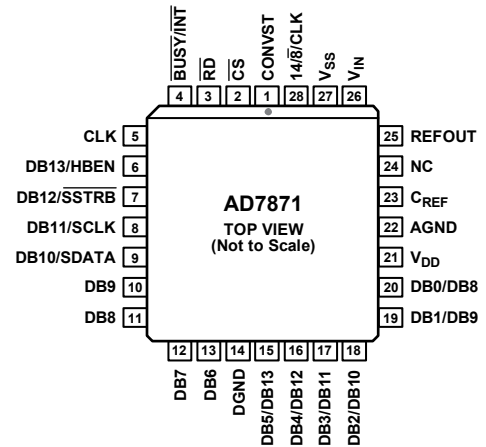 BUSY/INT
RD
CS
CONVST
14/8/CLK
VSS
VIN
4
3
2
1
28
27
26
CLK 5
DB13/HBEN 6
DB12/SSTRB 7
DB11/SCLK 8
DB10/SDATA 9
DB9 10
DB8 11
AD7871
TOP VIEW
(Not to Scale)
25 REFOUT
24 NC
23 CREF
22 AGND
21 VDD
20 DB0/DB8
19 DB1/DB9
12
13
14
15
16
17
18
DB7
DB6
DGND
DB5/DB13
DB4/DB12
DB3/DB11
DB2/DB10